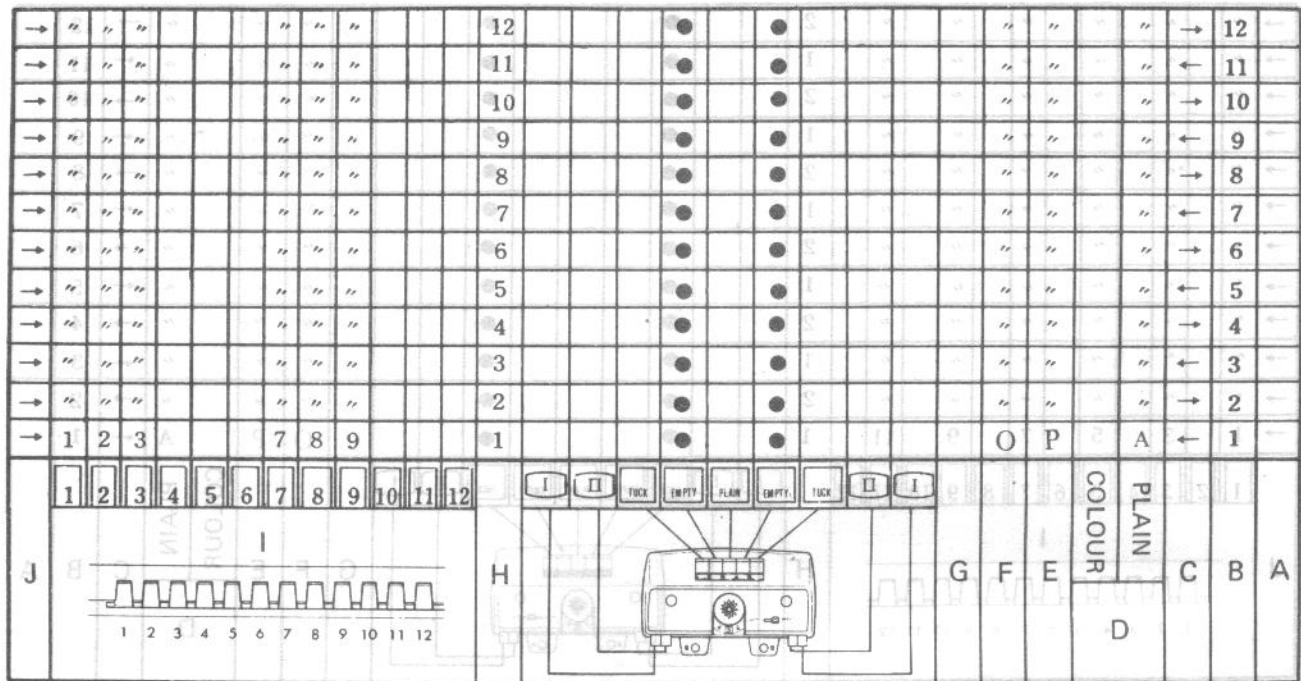 → 〃 〃 〃 〃 〃 〃 12 ● ● 〃 〃 〃 → 12
→ 〃 〃 〃 〃 〃 〃 11 ● ● 〃 〃 〃 ← 11
→ 〃 〃 〃 〃 〃 〃 10 ● ● 〃 〃 〃 → 10
→ 〃 〃 〃 〃 〃 〃 9 ● ● 〃 〃 〃 ← 9
→ 〃 〃 〃 〃 〃 〃 8 ● ● 〃 〃 〃 → 8
→ 〃 〃 〃 〃 〃 〃 7 ● ● 〃 〃 〃 ← 7
→ 〃 〃 〃 〃 〃 〃 6 ● ● 〃 〃 〃 → 6
→ 〃 〃 〃 〃 〃 〃 5 ● ● 〃 〃 〃 ← 5
→ 〃 〃 〃 〃 〃 〃 4 ● ● 〃 〃 〃 → 4
→ 〃 〃 〃 〃 〃 〃 3 ● ● 〃 〃 〃 ← 3
→ 〃 〃 〃 〃 〃 〃 2 ● ● 〃 〃 〃 → 2
→ 1 2 3 7 8 9 1 ● ● O P A ← 1
1 2 3 4 5 6 7 8 9 10 11 12
I II TUCK EMPTY PLAIN EMPTY TUCK II I
COLOUR
PLAIN
J I H G F E D C B A
1 2 3 4 5 6 7 8 9 10 11 12